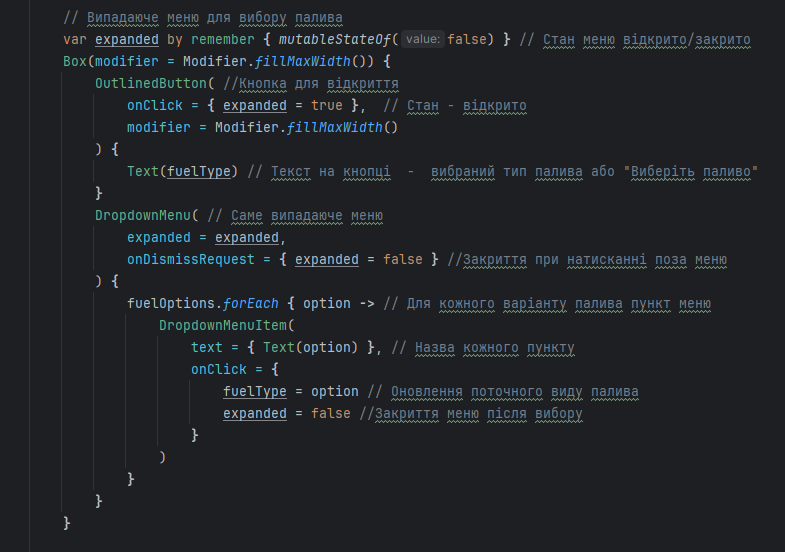 // Випадаюче меню для вибору палива
var expanded by remember { mutableStateOf( value: false) } // Стан меню відкрито/закрито
Box(modifier = Modifier.fillMaxWidth()) {
OutlinedButton( //Кнопка для відкриття
onClick = { expanded = true },  // Стан - відкрито
modifier = Modifier.fillMaxWidth()
) {
Text(fuelType) // Текст на кнопці  -  вибраний тип палива або "Виберіть паливо"
}
DropdownMenu( // Саме випадаюче меню
expanded = expanded,
onDismissRequest = { expanded = false } //Закриття при натисканні поза меню
) {
fuelOptions.forEach { option -> // Для кожного варіанту палива пункт меню
DropdownMenuItem(
text = { Text(option) }, // Назва кожного пункту
onClick = {
fuelType = option // Оновлення поточного виду палива
expanded = false //Закриття меню після вибору
}
)
}
}
}